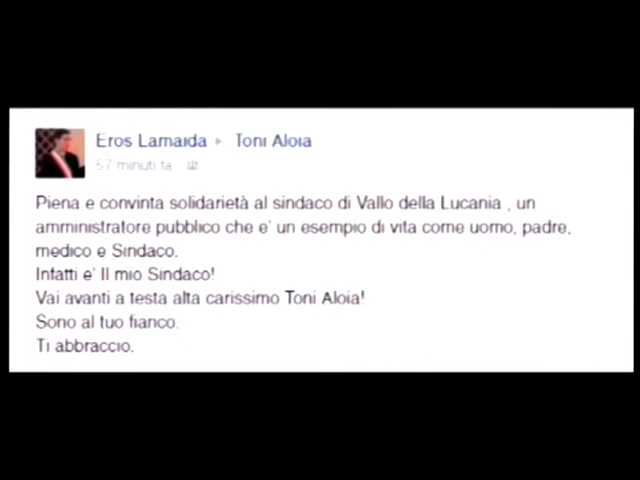 Eros Lamaida ▸ Toni Aloia
57 minuti fa
Piena e convinta solidarietà al sindaco di Vallo della Lucania , un
amministratore pubblico che e' un esempio di vita come uomo, padre,
medico e Sindaco.
Infatti e' Il mio Sindaco!
Vai avanti a testa alta carissimo Toni Aloia!
Sono al tuo fianco.
Ti abbraccio.